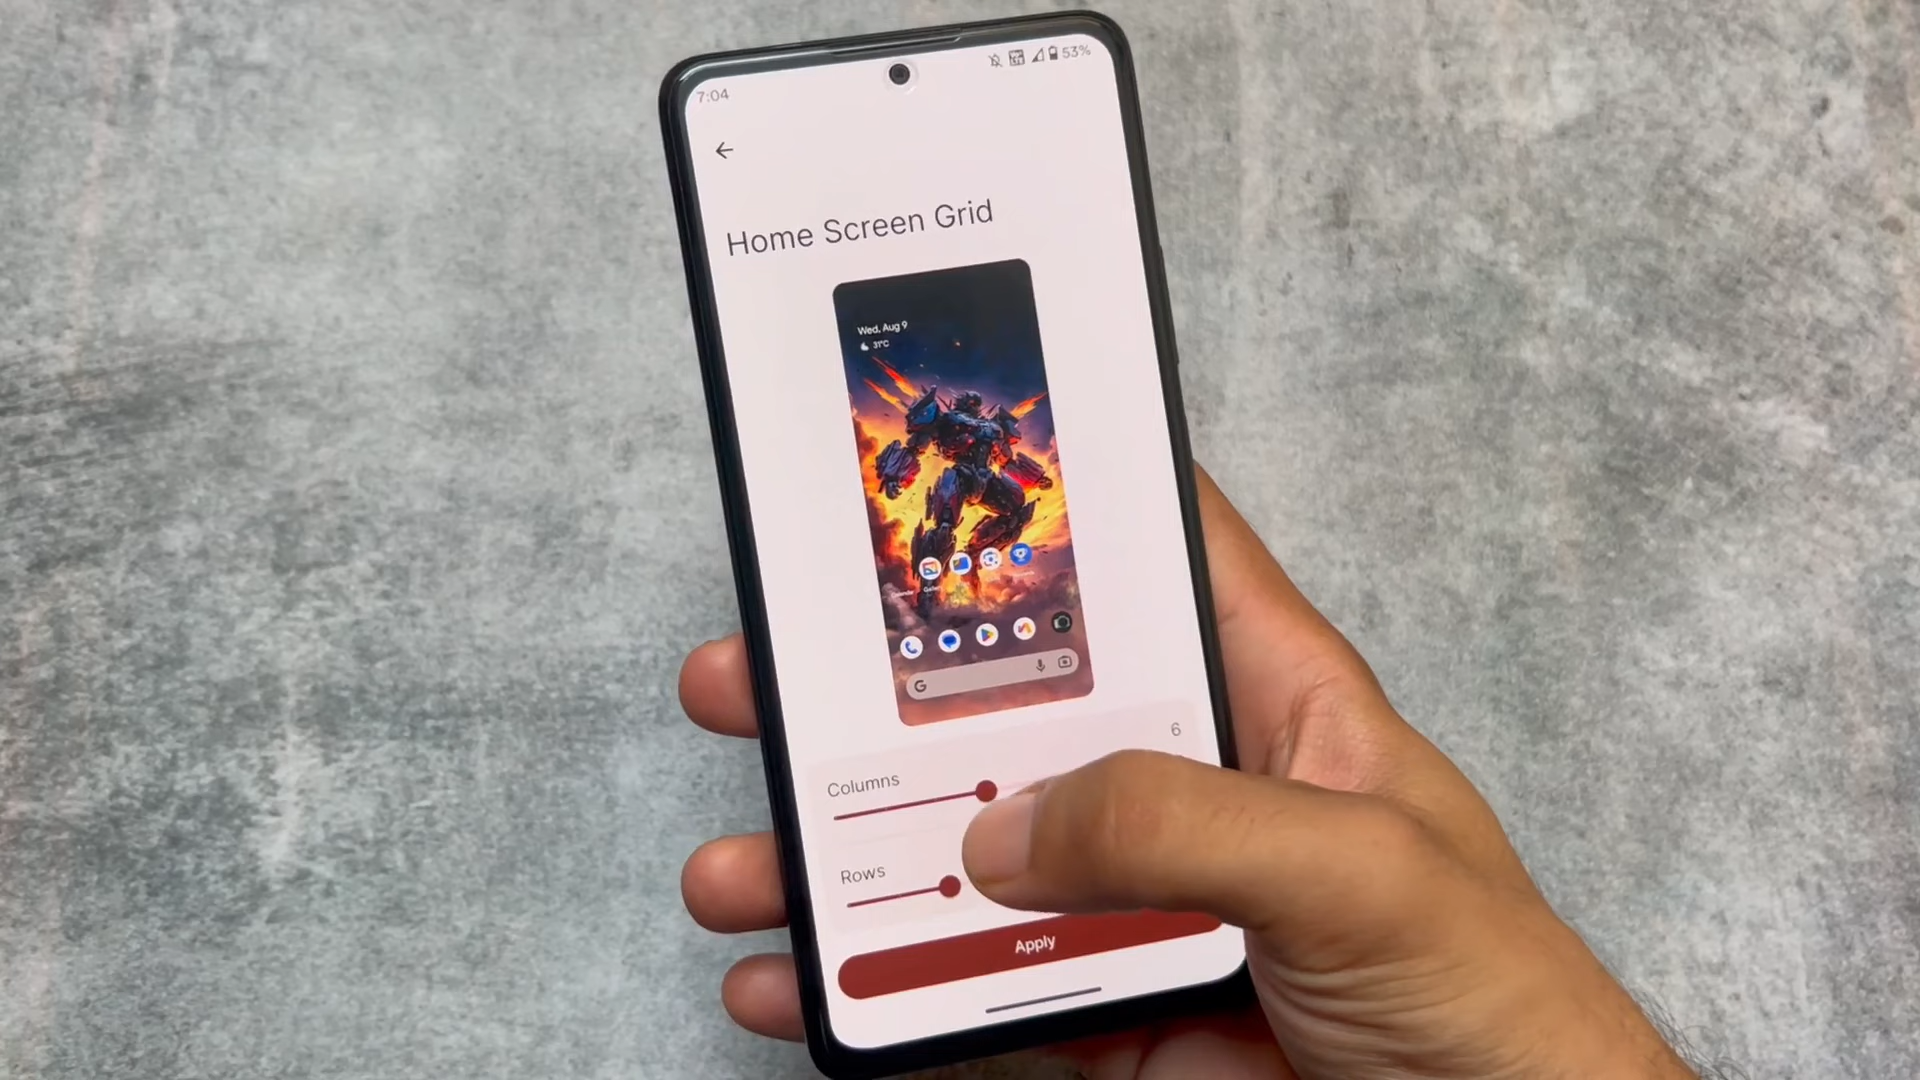 7:04
53%
Home Screen Grid
Wed, Aug 9
31°C
G
6
Columns
Rows
Apply